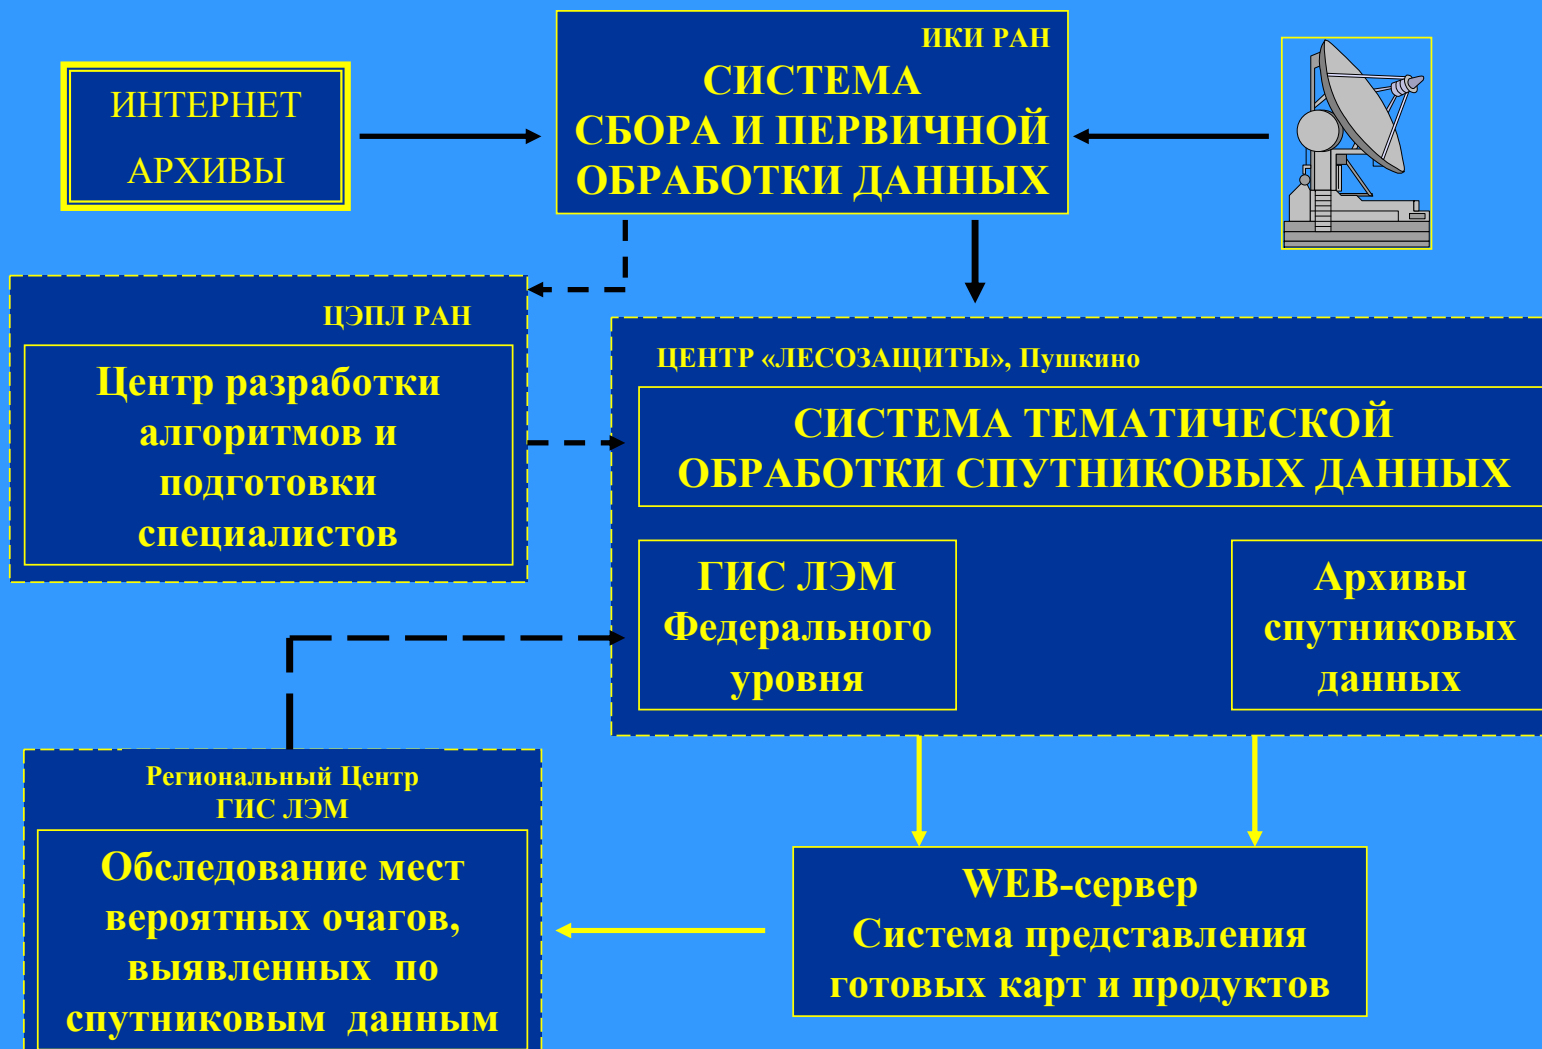 ИНТЕРНЕТ
АРХИВЫ
ИКИ РАН
СИСТЕМА
СБОРА И ПЕРВИЧНОЙ
ОБРАБОТКИ ДАННЫХ
ЦЭПЛ РАН
Центр разработки
алгоритмов и
подготовки
специалистов
ЦЕНТР «ЛЕСОЗАЩИТЫ», Пушкино
СИСТЕМА ТЕМАТИЧЕСКОЙ
ОБРАБОТКИ СПУТНИКОВЫХ ДАННЫХ
ГИС ЛЭМ
Федерального
уровня
Архивы
спутниковых
данных
Региональный Центр
ГИС ЛЭМ
Обследование мест
вероятных очагов,
выявленных по
спутниковым данным
WEB-сервер
Система представления
готовых карт и продуктов